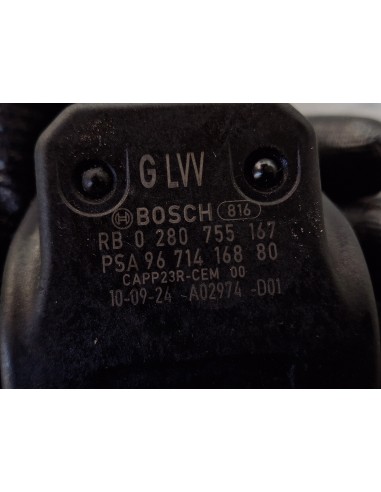 G LVV
BOSCH 816
RB 0 280 755 167
PSA 96 714 168 80
CAPP23R-CEM 00
10-09-24 -A02974 -D01